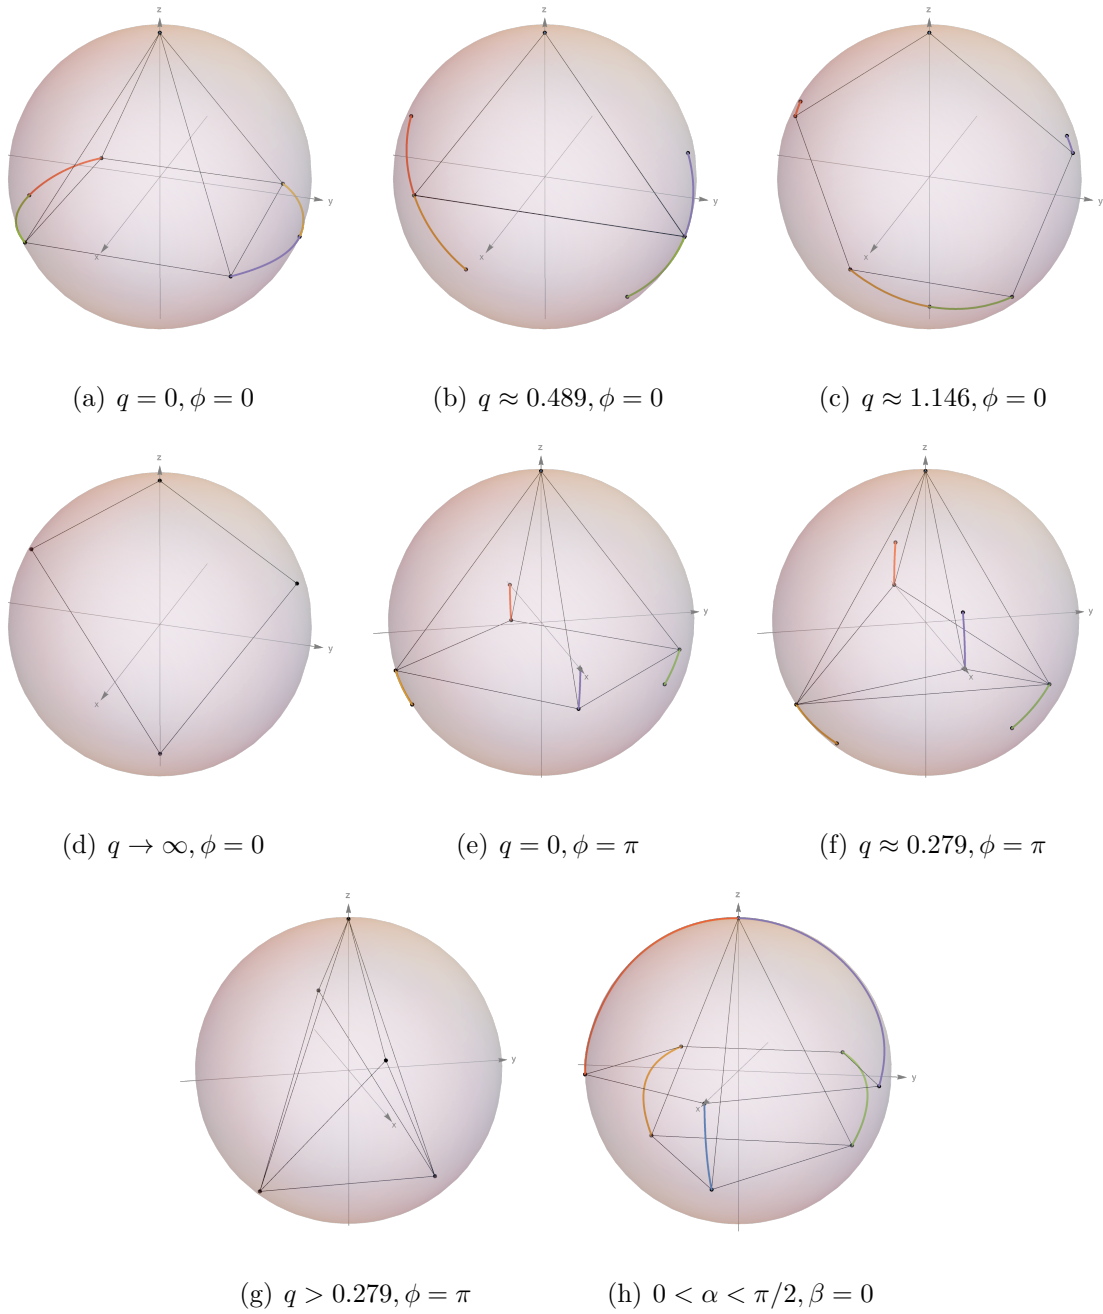 z
y
x
z
y
x
z
y
x
(a) q = 0, ϕ = 0
(b) q ≈ 0.489, ϕ = 0
(c) q ≈ 1.146, ϕ = 0
z
y
x
z
y
x
z
y
x
(d) q → ∞, ϕ = 0
(e) q = 0, ϕ = π
(f) q ≈ 0.279, ϕ = π
z
y
x
z
y
x
(g) q > 0.279, ϕ = π
(h) 0 < α < π/2, β = 0